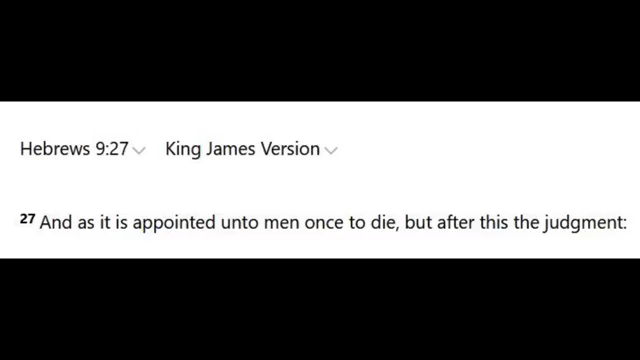 Hebrews 9:27 King James Version
27 And as it is appointed unto men once to die, but after this the judgment: